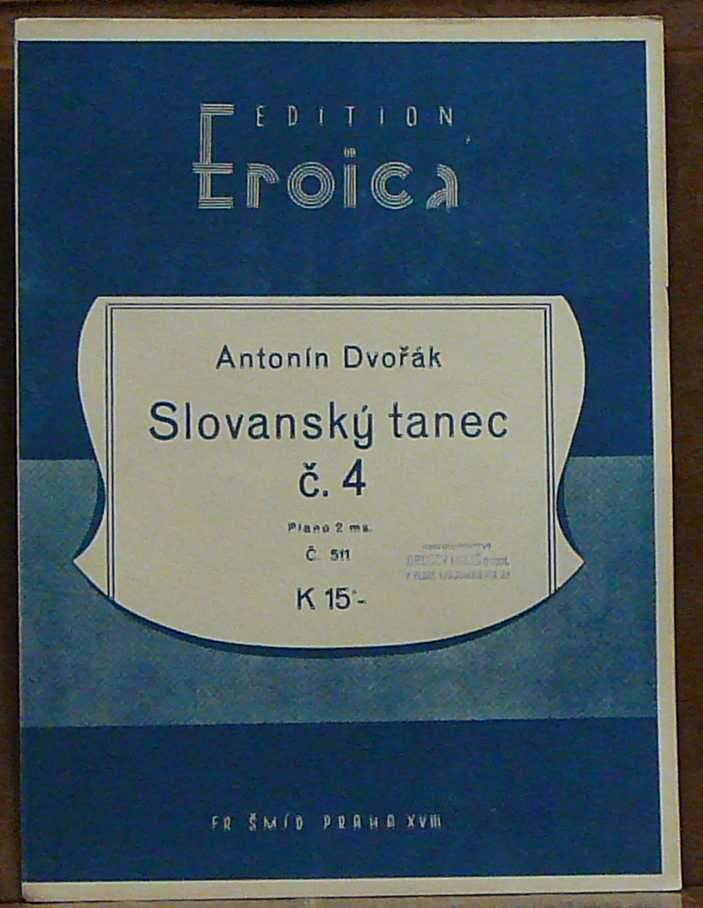 EDITION
Eroica
Antonín Dvořák
Slovanský tanec
č. 4
Piano 2 ms.
Č. 511
K 15·-
FR ŠMÍD PRAHA XVIII